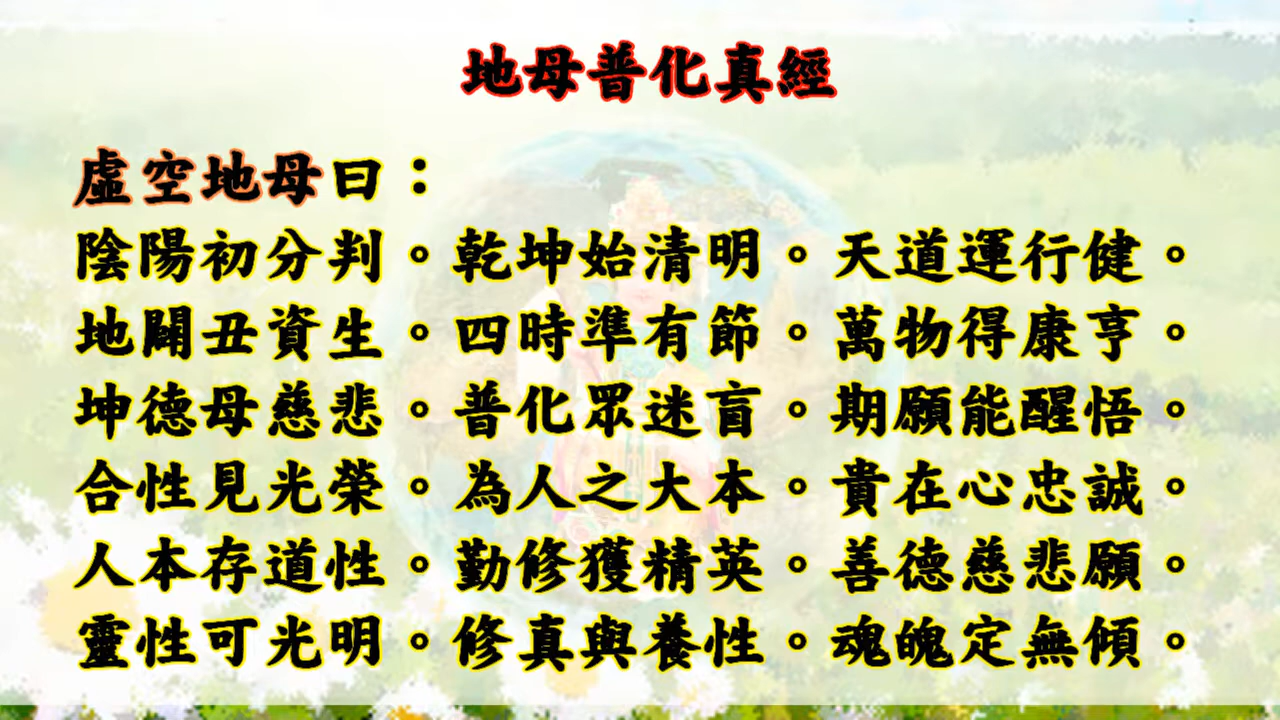 地母普化真經
虛空地母曰：
陰陽初分判。乾坤始清明。天道運行健。
地闢丑資生。四時準有節。萬物得康亨。
坤德母慈悲。普化眾迷盲。期願能醒悟。
合性見光榮。為人之大本。貴在心忠誠。
人本存道性。勤修獲精英。善德慈悲願。
靈性可光明。修真與養性。魂魄定無傾。